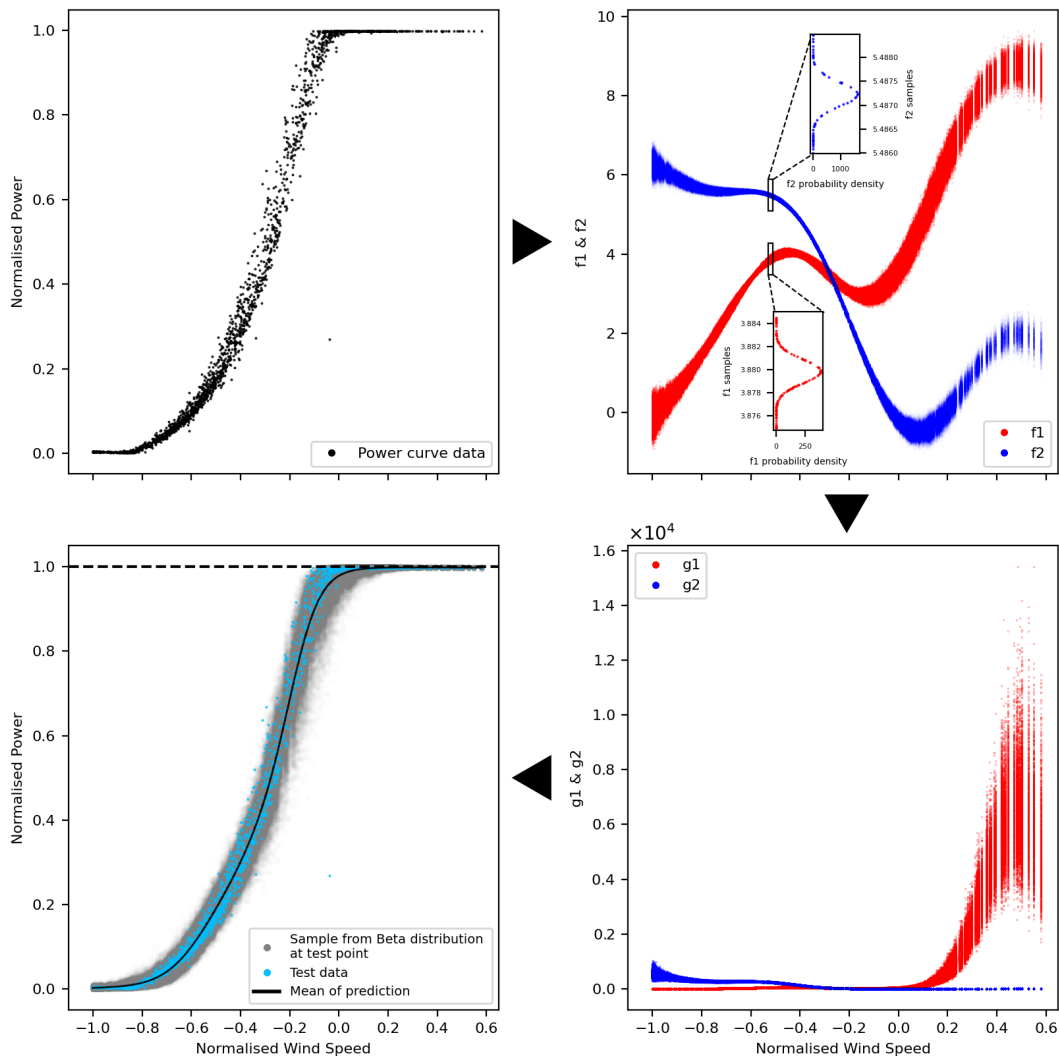 1.0
0.8
0.6
0.4
0.2
0.0
Normalised Power
Power curve data
10
8
6
4
2
0
f1 & f2
5.4880
5.4875
5.4870
5.4865
5.4860
f2 samples
0
1000
f2 probability density
3.884
3.882
3.880
3.878
3.876
f1 samples
0
250
f1 probability density
f1
f2
1.0
0.8
0.6
0.4
0.2
0.0
Normalised Power
Sample from Beta distribution
at test point
Test data
Mean of prediction
−1.0 −0.8 −0.6 −0.4 −0.2 0.0 0.2 0.4 0.6
Normalised Wind Speed
×10⁴
1.6
1.4
1.2
1.0
0.8
0.6
0.4
0.2
0.0
g1 & g2
g1
g2
−1.0 −0.8 −0.6 −0.4 −0.2 0.0 0.2 0.4 0.6
Normalised Wind Speed